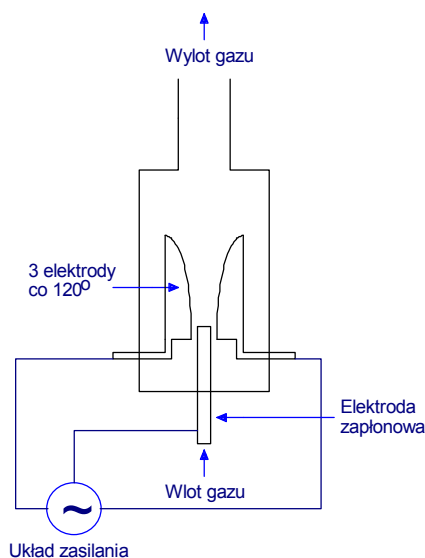 Wylot gazu
3 elektrody
co 120°
Elektroda
zapłonowa
Wlot gazu
~
Układ zasilania